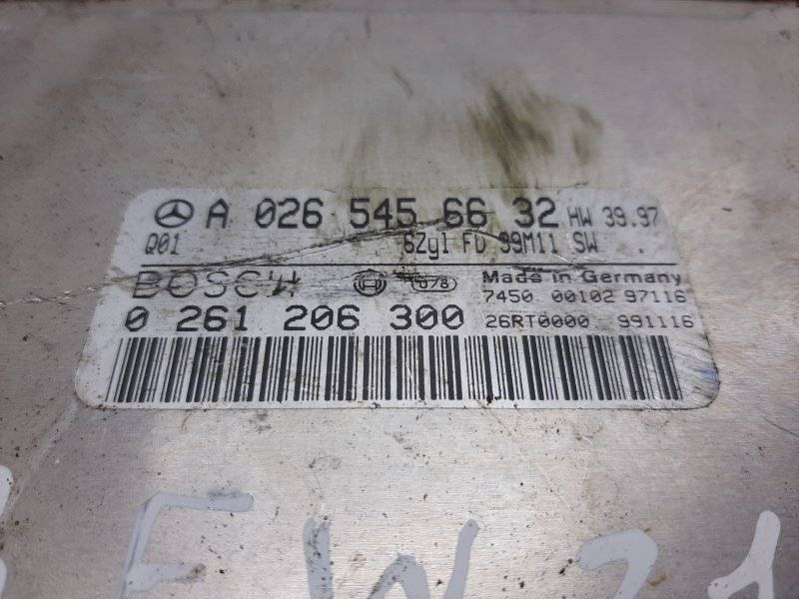 A 026 545 66 32 HW 39.97
Q01 6Zyl FD 99M11 SW .
BOSCH Made in Germany
7450 00102 97116
0 261 206 300 26RT0000 991116